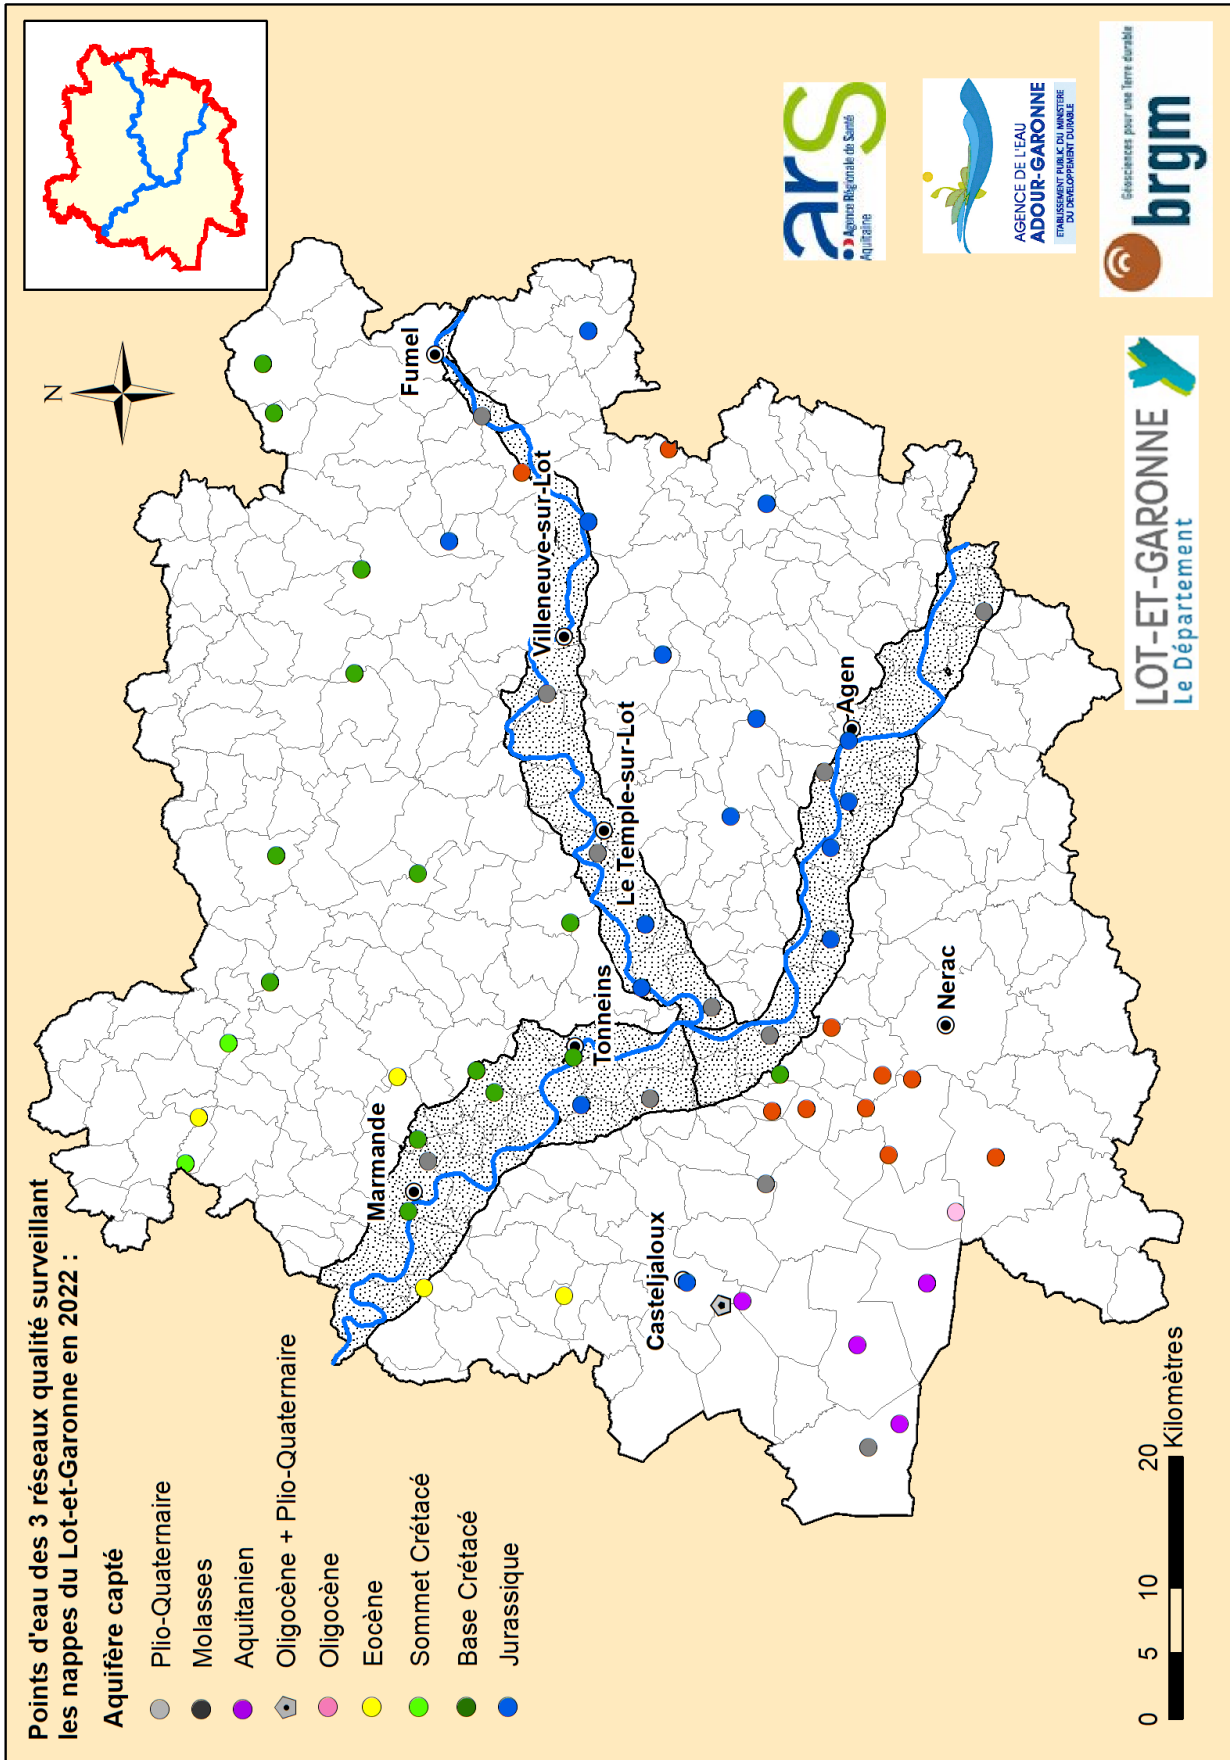 Points d'eau des 3 réseaux qualité surveillant
les nappes du Lot-et-Garonne en 2022 :
Aquifère capté
Plio-Quaternaire
Molasses
Aquitanien
Oligocène + Plio-Quaternaire
Oligocène
Eocène
Sommet Crétacé
Base Crétacé
Jurassique
N
Fumel
Villeneuve-sur-Lot
Marmande
Tonneins
Le Temple-sur-Lot
Casteljaloux
Agen
Nerac
0 5 10 20
Kilomètres
ars
Agence Régionale de Santé
Aquitaine
AGENCE DE L'EAU
ADOUR-GARONNE
ETABLISSEMENT PUBLIC DU MINISTERE
DU DEVELOPPEMENT DURABLE
Géosciences pour une Terre durable
brgm
LOT-ET-GARONNE
Le Département